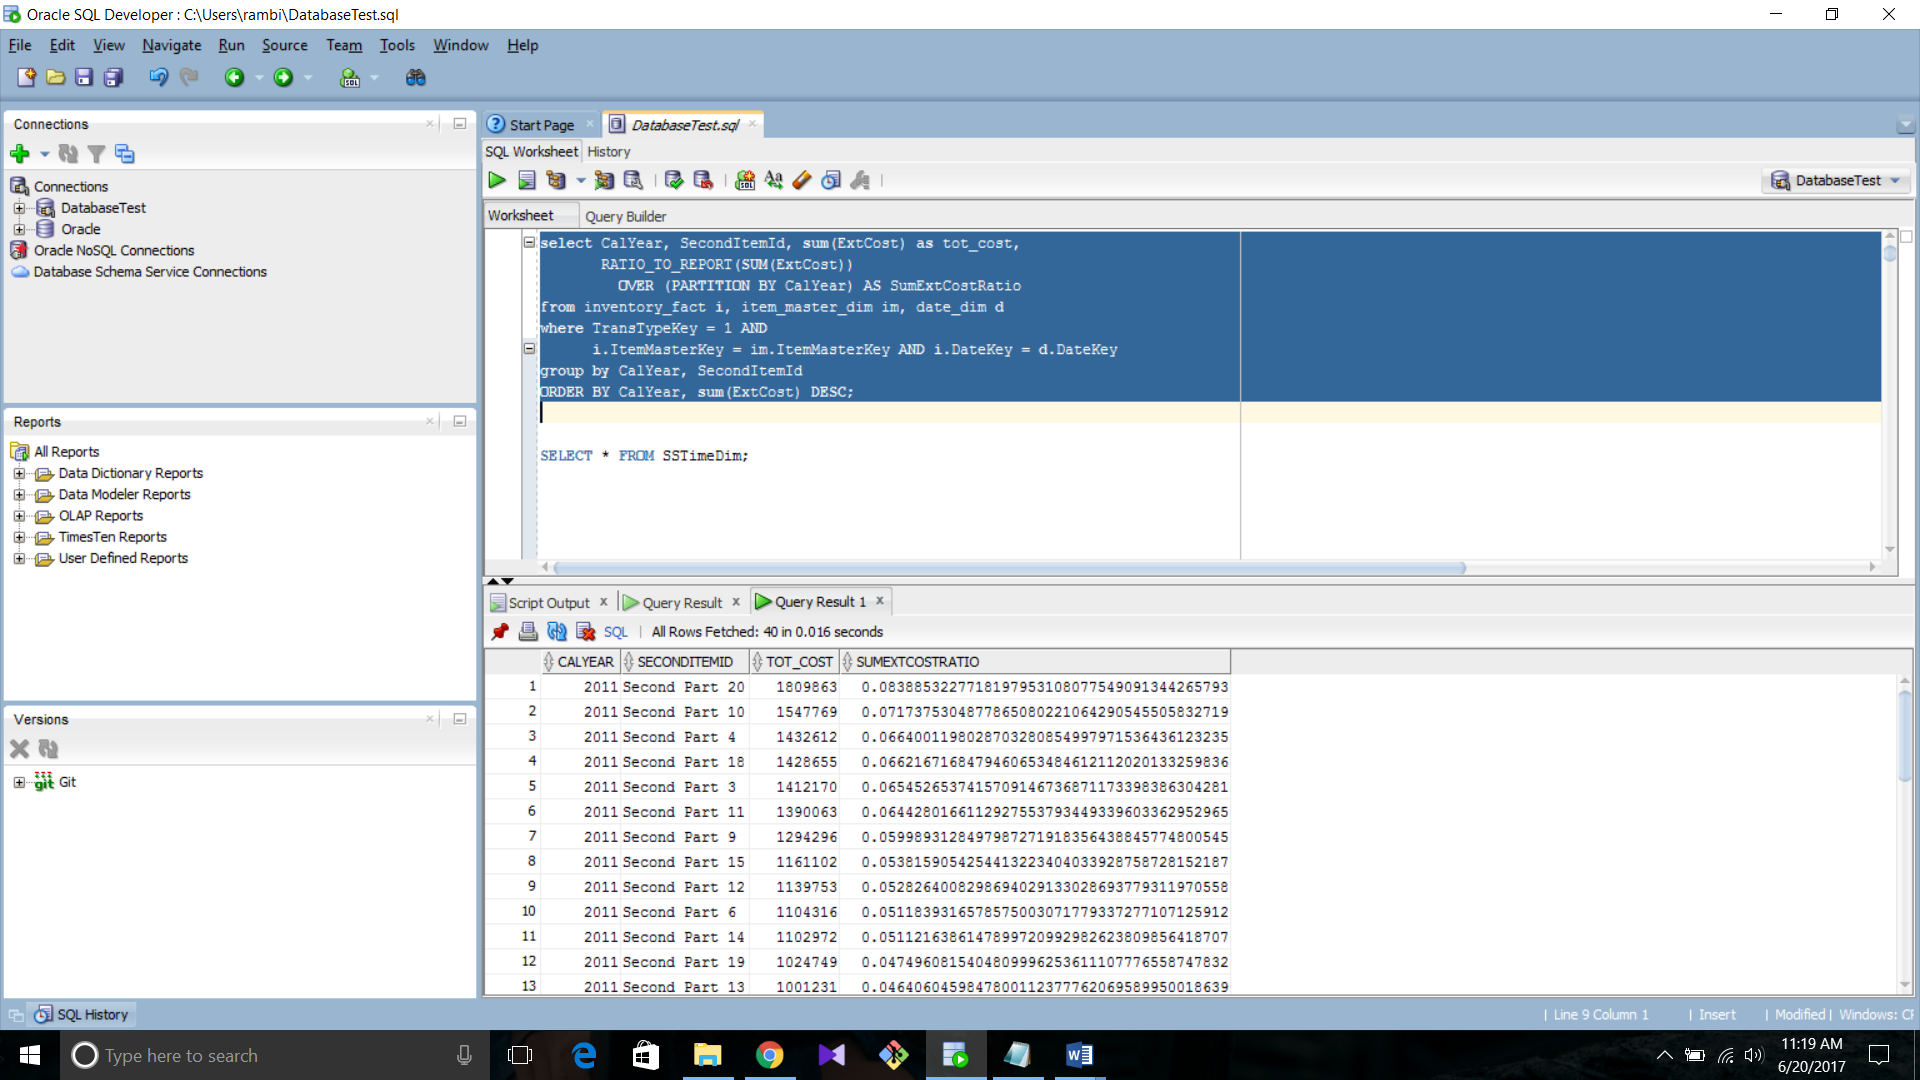 Oracle SQL Developer : C:\Users\rambi\DatabaseTest.sql
File Edit View Navigate Run Source Team Tools Window Help
Connections
Connections
DatabaseTest
Oracle
Oracle NoSQL Connections
Database Schema Service Connections
Reports
All Reports
Data Dictionary Reports
Data Modeler Reports
OLAP Reports
TimesTen Reports
User Defined Reports
Versions
git Git
SQL History
Start Page DatabaseTest.sql
SQL Worksheet History
DatabaseTest
Worksheet Query Builder
select CalYear, SecondItemId, sum(ExtCost) as tot_cost,
RATIO_TO_REPORT(SUM(ExtCost))
OVER (PARTITION BY CalYear) AS SumExtCostRatio
from inventory_fact i, item_master_dim im, date_dim d
where TransTypeKey = 1 AND
i.ItemMasterKey = im.ItemMasterKey AND i.DateKey = d.DateKey
group by CalYear, SecondItemId
ORDER BY CalYear, sum(ExtCost) DESC;
SELECT * FROM SSTimeDim;
Script Output Query Result Query Result 1
SQL All Rows Fetched: 40 in 0.016 seconds
CALYEAR SECONDITEMID TOT_COST SUMEXTCOSTRATIO
1 2011 Second Part 20 1809863 0.0838853227718197953108077549091344265793
2 2011 Second Part 10 1547769 0.0717375304877865080221064290545505832719
3 2011 Second Part 4 1432612 0.0664001198028703280854997971536436123235
4 2011 Second Part 18 1428655 0.0662167168479460653484612112020133259836
5 2011 Second Part 3 1412170 0.0654526537415709146736871173398386304281
6 2011 Second Part 11 1390063 0.0644280166112927553793449339603362952965
7 2011 Second Part 9 1294296 0.0599893128497987271918356438845774800545
8 2011 Second Part 15 1161102 0.0538159054254413223404033928758728152187
9 2011 Second Part 12 1139753 0.0528264008298694029133028693779311970558
10 2011 Second Part 6 1104316 0.0511839316578575003071779337277107125912
11 2011 Second Part 14 1102972 0.0511216386147899720992982623809856418707
12 2011 Second Part 19 1024749 0.0474960815404809996253611107776558747832
13 2011 Second Part 13 1001231 0.0464060459847800112377762069589950018639
Line 9 Column 1 Insert Modified Windows: CF
Type here to search
11:19 AM
6/20/2017